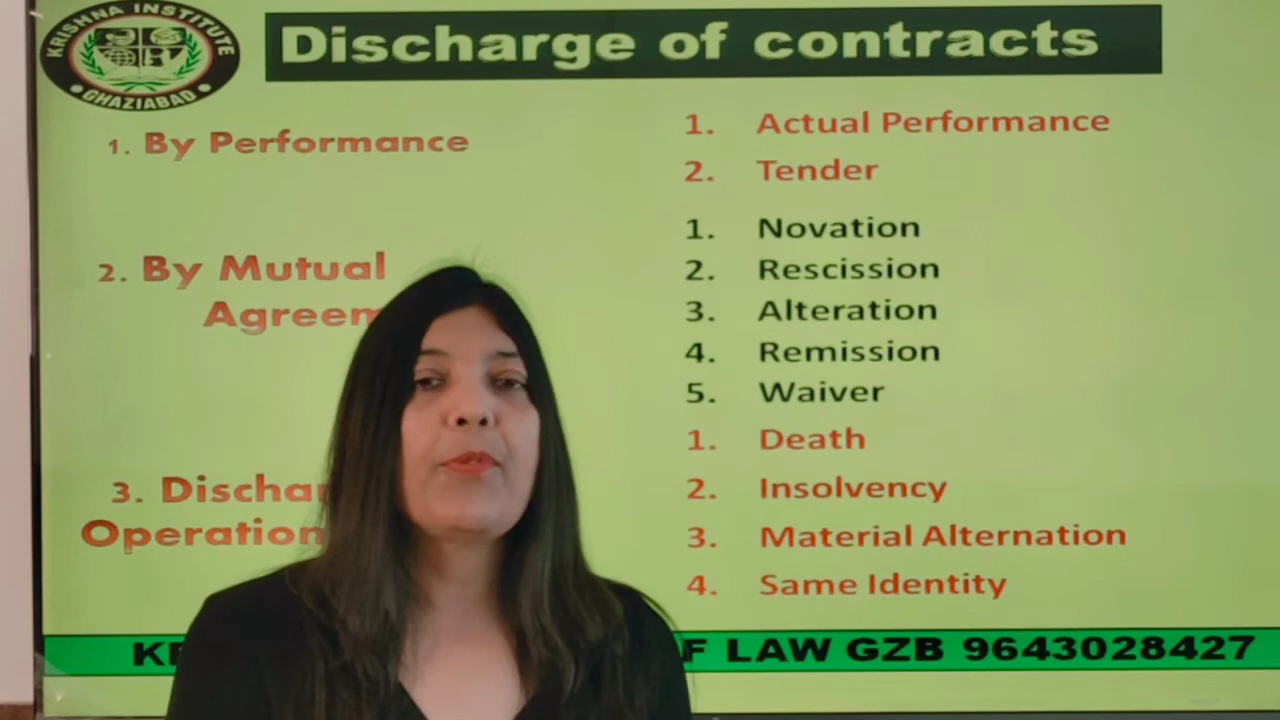 KRISHNA INSTITUTE
GHAZIABAD
Discharge of contracts
1. By Performance
1. Actual Performance
2. Tender
2. By Mutual
Agreem
1. Novation
2. Rescission
3. Alteration
4. Remission
5. Waiver
3. Dischar
Operation
1. Death
2. Insolvency
3. Material Alternation
4. Same Identity
LAW GZB 9643028427